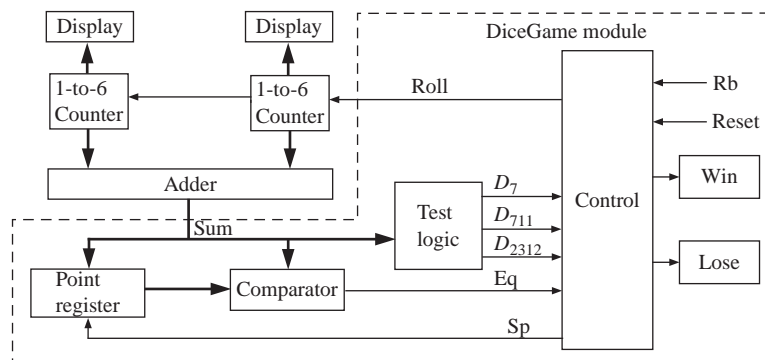 Display
Display
DiceGame module
1-to-6
Counter
1-to-6
Counter
Roll
Rb
Reset
Adder
Control
Win
Sum
Test
logic
D7
D711
D2312
Lose
Point
register
Comparator
Eq
Sp